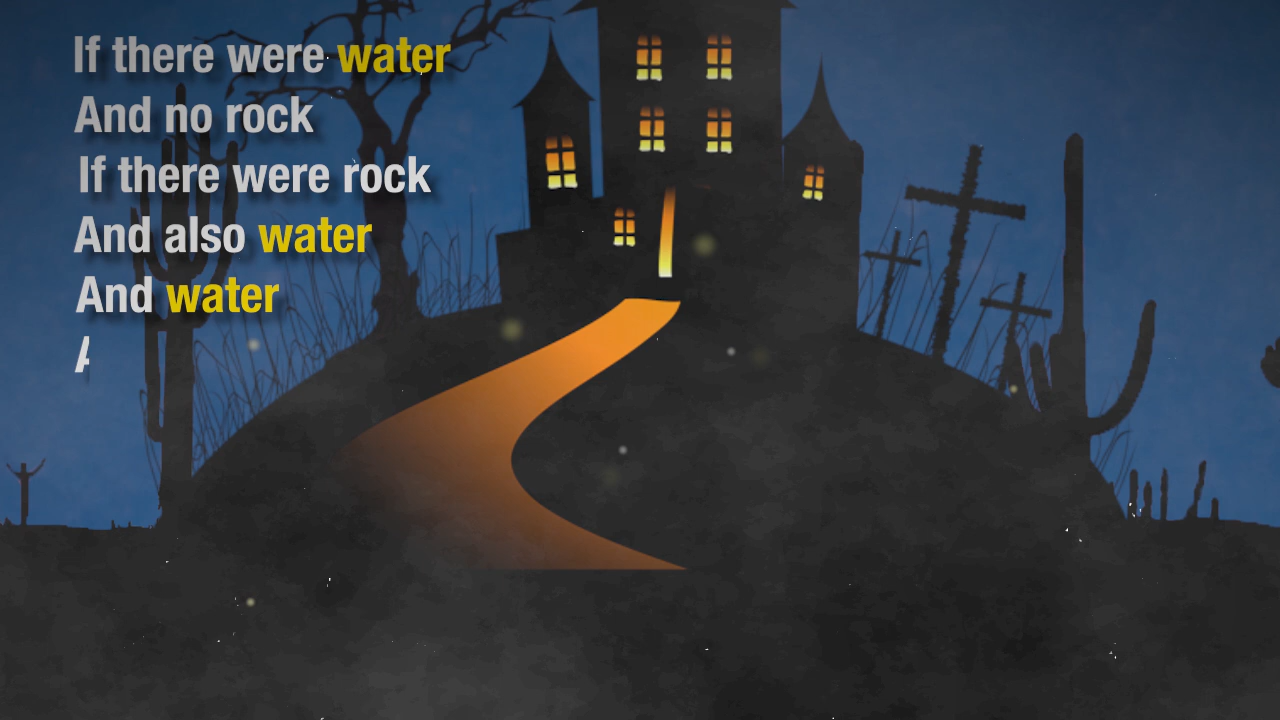 If there were water
And no rock
If there were rock
And also water
And water